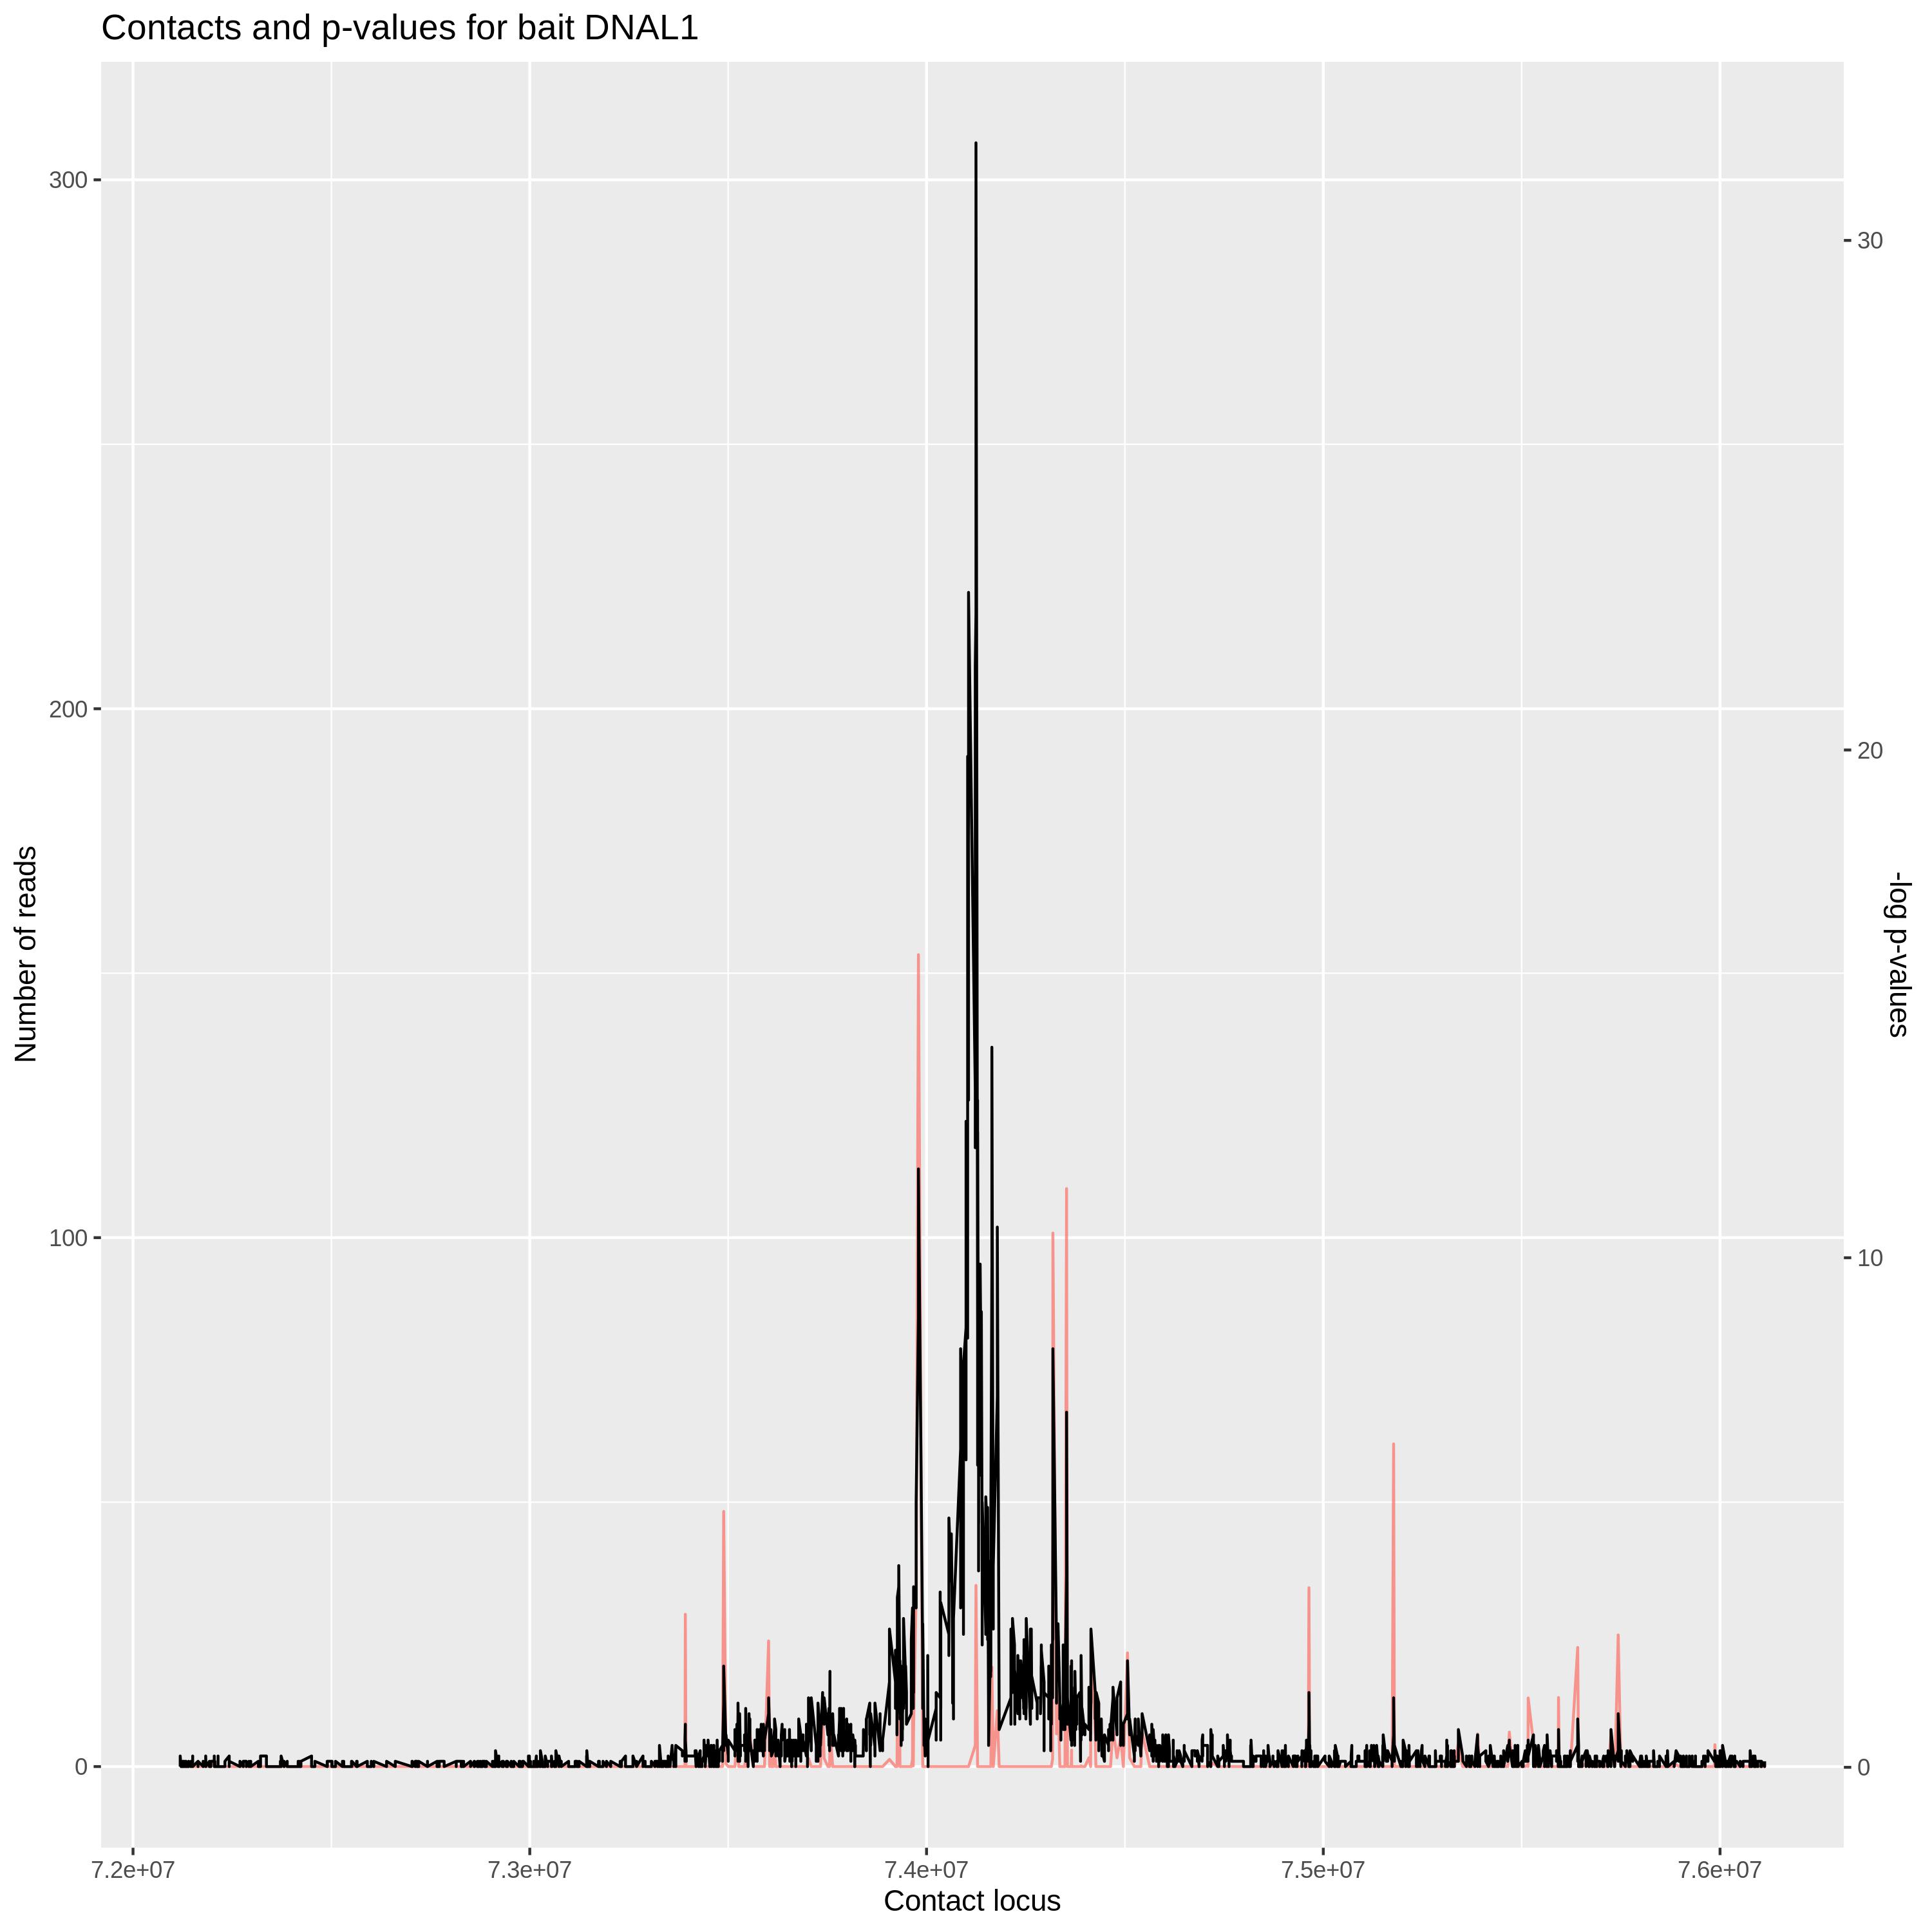 Contacts and p-values for bait DNAL1
300
200
100
0
Number of reads
30
20
10
0
-log p-values
7.2e+07
7.3e+07
7.4e+07
7.5e+07
7.6e+07
Contact locus